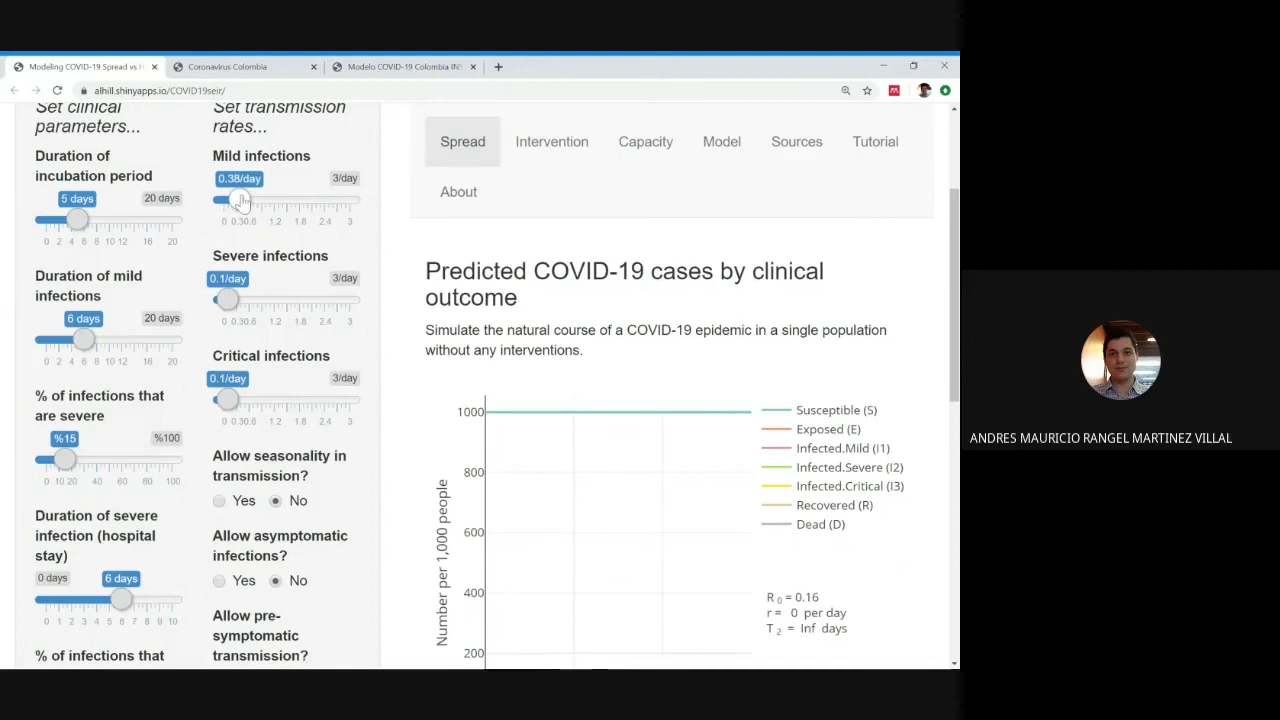 Modeling COVID-19 Spread vs H
Coronavirus Colombia
Modelo COVID-19 Colombia INS
alhill.shinyapps.io/COVID19seir/
Set clinical
parameters...
Duration of
incubation period
5 days
20 days
0 2 4 6 8 10 12 16 20
Duration of mild
infections
6 days
20 days
0 2 4 6 8 10 12 16 20
% of infections that
are severe
%15
%100
0 10 20 40 60 80 100
Duration of severe
infection (hospital
stay)
0 days
6 days
0 1 2 3 4 5 6 7 8 9 10
% of infections that
Set transmission
rates...
Mild infections
0.38/day
3/day
0 0.30.6 1.2 1.8 2.4 3
Severe infections
0.1/day
3/day
0 0.30.6 1.2 1.8 2.4 3
Critical infections
0.1/day
3/day
0 0.30.6 1.2 1.8 2.4 3
Allow seasonality in
transmission?
Yes No
Allow asymptomatic
infections?
Yes No
Allow pre-
symptomatic
transmission?
Spread Intervention Capacity Model Sources Tutorial
About
Predicted COVID-19 cases by clinical
outcome
Simulate the natural course of a COVID-19 epidemic in a single population
without any interventions.
Number per 1,000 people
1000
800
600
400
200
Susceptible (S)
Exposed (E)
Infected.Mild (I1)
Infected.Severe (I2)
Infected.Critical (I3)
Recovered (R)
Dead (D)
R 0 = 0.16
r = 0 per day
T 2 = Inf days
ANDRES MAURICIO RANGEL MARTINEZ VILLAL